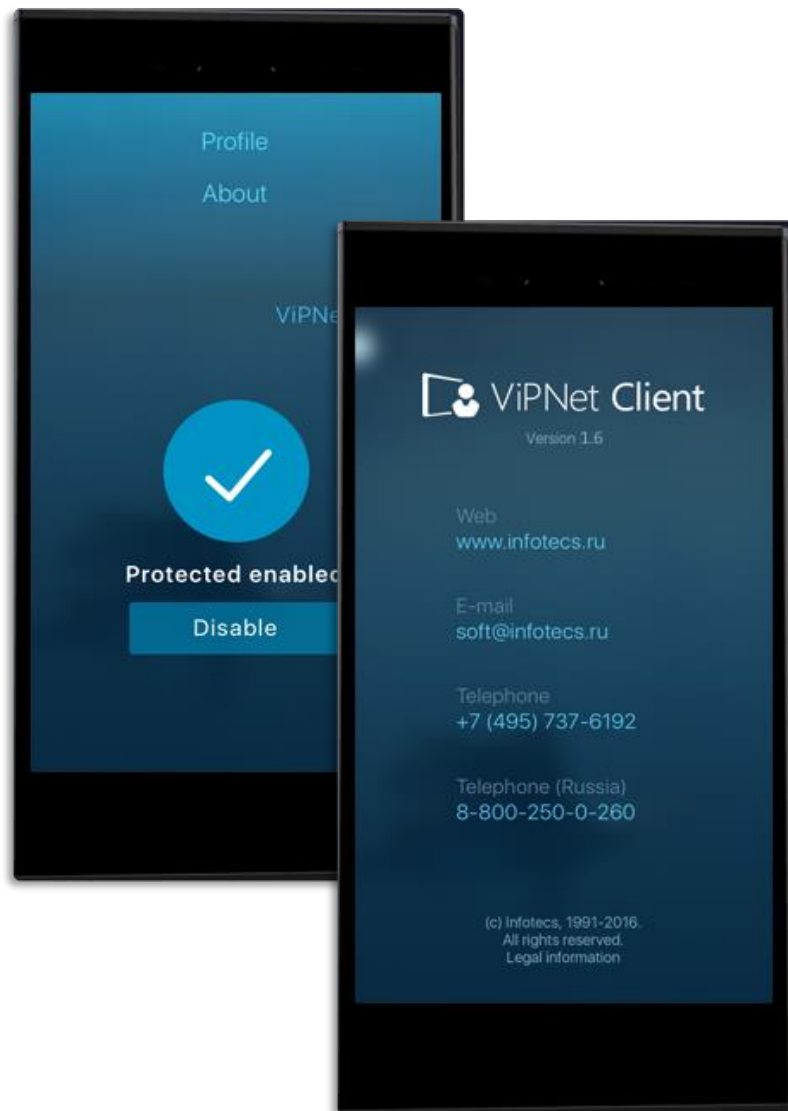 Profile
About
ViPNe
Protected enabled
Disable
ViPNet Client
Version 1.6
Web
www.infotecs.ru
E-mail
soft@infotecs.ru
Telephone
+7 (495) 737-6192
Telephone (Russia)
8-800-250-0-260
(c) Infotecs, 1991-2016.
All rights reserved.
Legal information